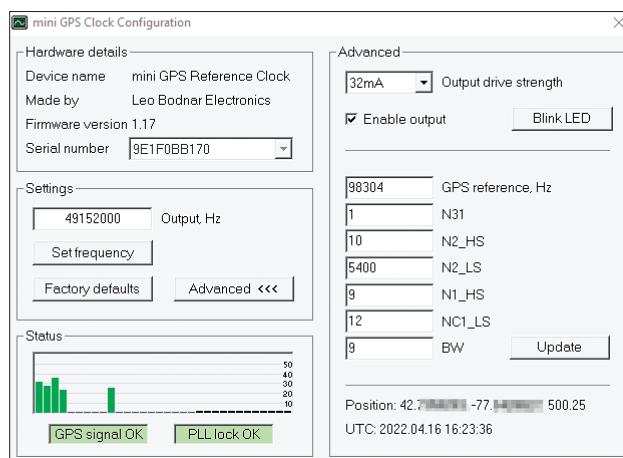 mini GPS Clock Configuration
Hardware details
Device name mini GPS Reference Clock
Made by Leo Bodnar Electronics
Firmware version 1.17
Serial number 9E1F0BB170
Settings
49152000 Output, Hz
Set frequency
Factory defaults Advanced <<<
Status
50
40
30
20
10
GPS signal OK PLL lock OK
Advanced
32mA Output drive strength
Enable output Blink LED
98304 GPS reference, Hz
1 N31
10 N2_HS
5400 N2_LS
9 N1_HS
12 NC1_LS
9 BW Update
Position: 42. -77. 500.25
UTC: 2022.04.16 16:23:36